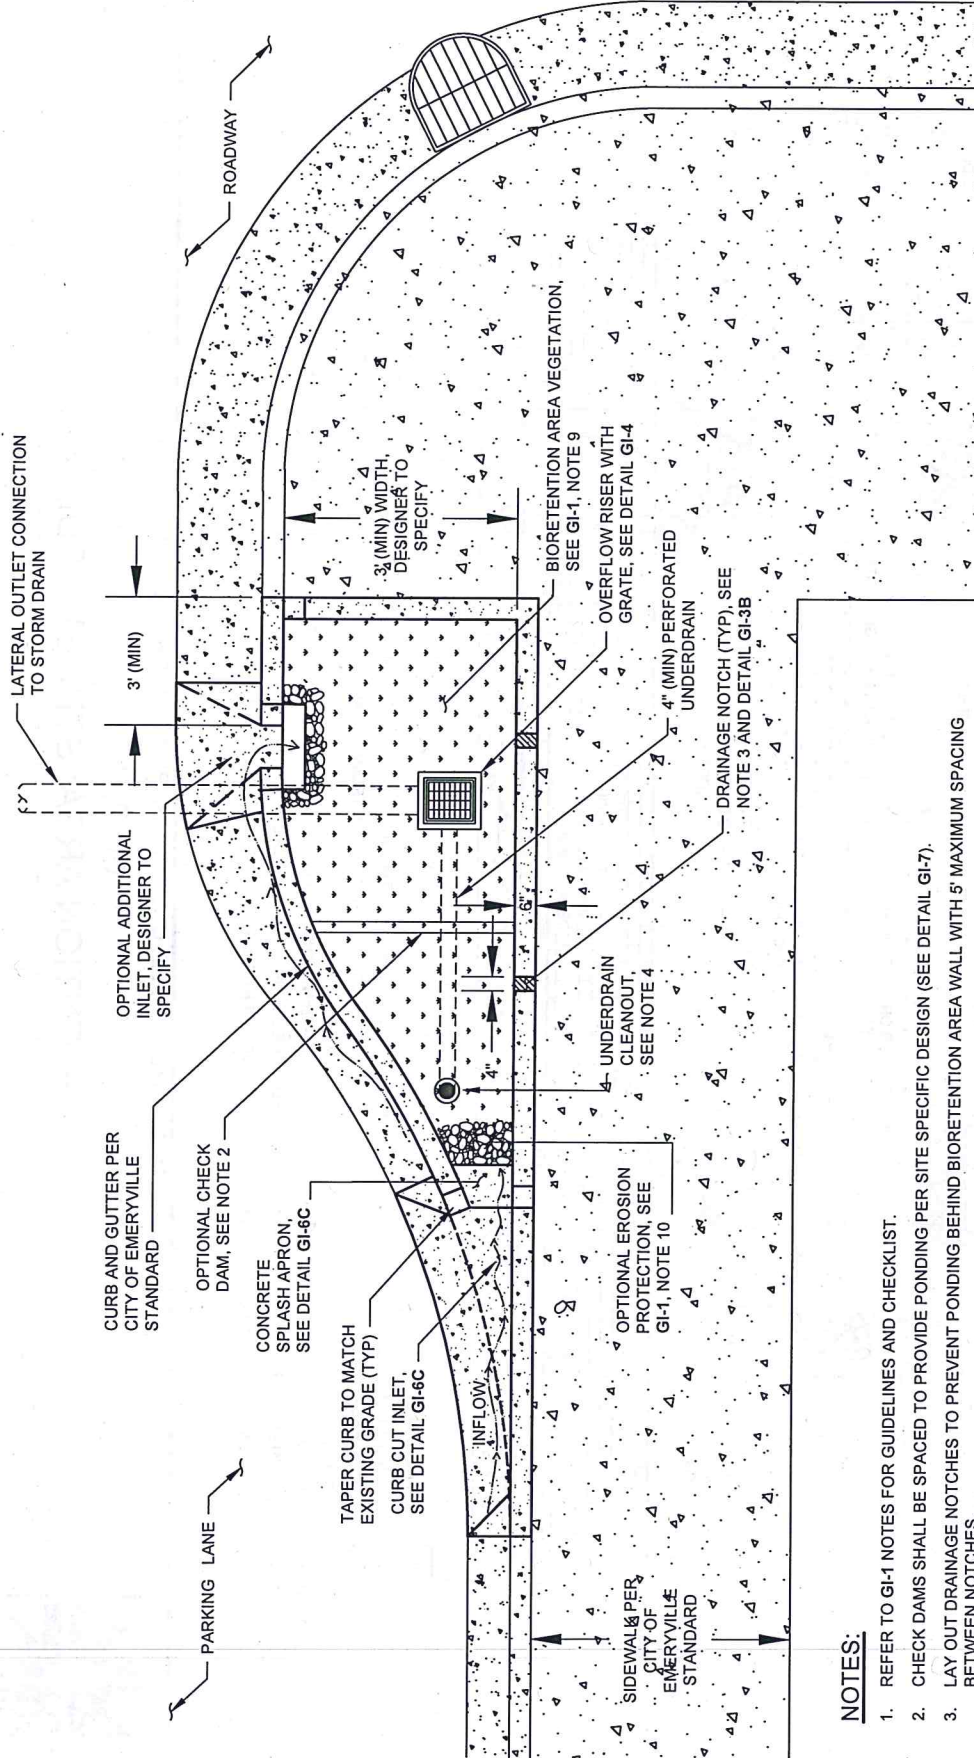 LATERAL OUTLET CONNECTION
TO STORM DRAIN
ROADWAY
3' (MIN)
OPTIONAL ADDITIONAL
INLET, DESIGNER TO
SPECIFY
CURB AND GUTTER PER
CITY OF EMERYVILLE
STANDARD
OPTIONAL CHECK
DAM, SEE NOTE 2
CONCRETE
SPLASH APRON,
SEE DETAIL GI-6C
TAPER CURB TO MATCH
EXISTING GRADE (TYP)
CURB CUT INLET,
SEE DETAIL GI-6C
PARKING LANE
INFLOW
3' (MIN) WIDTH,
DESIGNER TO
SPECIFY
BIORETENTION AREA VEGETATION,
SEE GI-1, NOTE 9
OVERFLOW RISER WITH
GRATE, SEE DETAIL GI-4
4" (MIN) PERFORATED
UNDERDRAIN
DRAINAGE NOTCH (TYP), SEE
NOTE 3 AND DETAIL GI-3B
6"
4"
UNDERDRAIN
CLEANOUT,
SEE NOTE 4
OPTIONAL EROSION
PROTECTION, SEE
GI-1, NOTE 10
SIDEWALK PER
CITY OF
EMERYVILLE
STANDARD
NOTES:
1. REFER TO GI-1 NOTES FOR GUIDELINES AND CHECKLIST.
2. CHECK DAMS SHALL BE SPACED TO PROVIDE PONDING PER SITE SPECIFIC DESIGN (SEE DETAIL GI-7).
3. LAY OUT DRAINAGE NOTCHES TO PREVENT PONDING BEHIND BIORETENTION AREA WALL WITH 5' MAXIMUM SPACING
BETWEEN NOTCHES